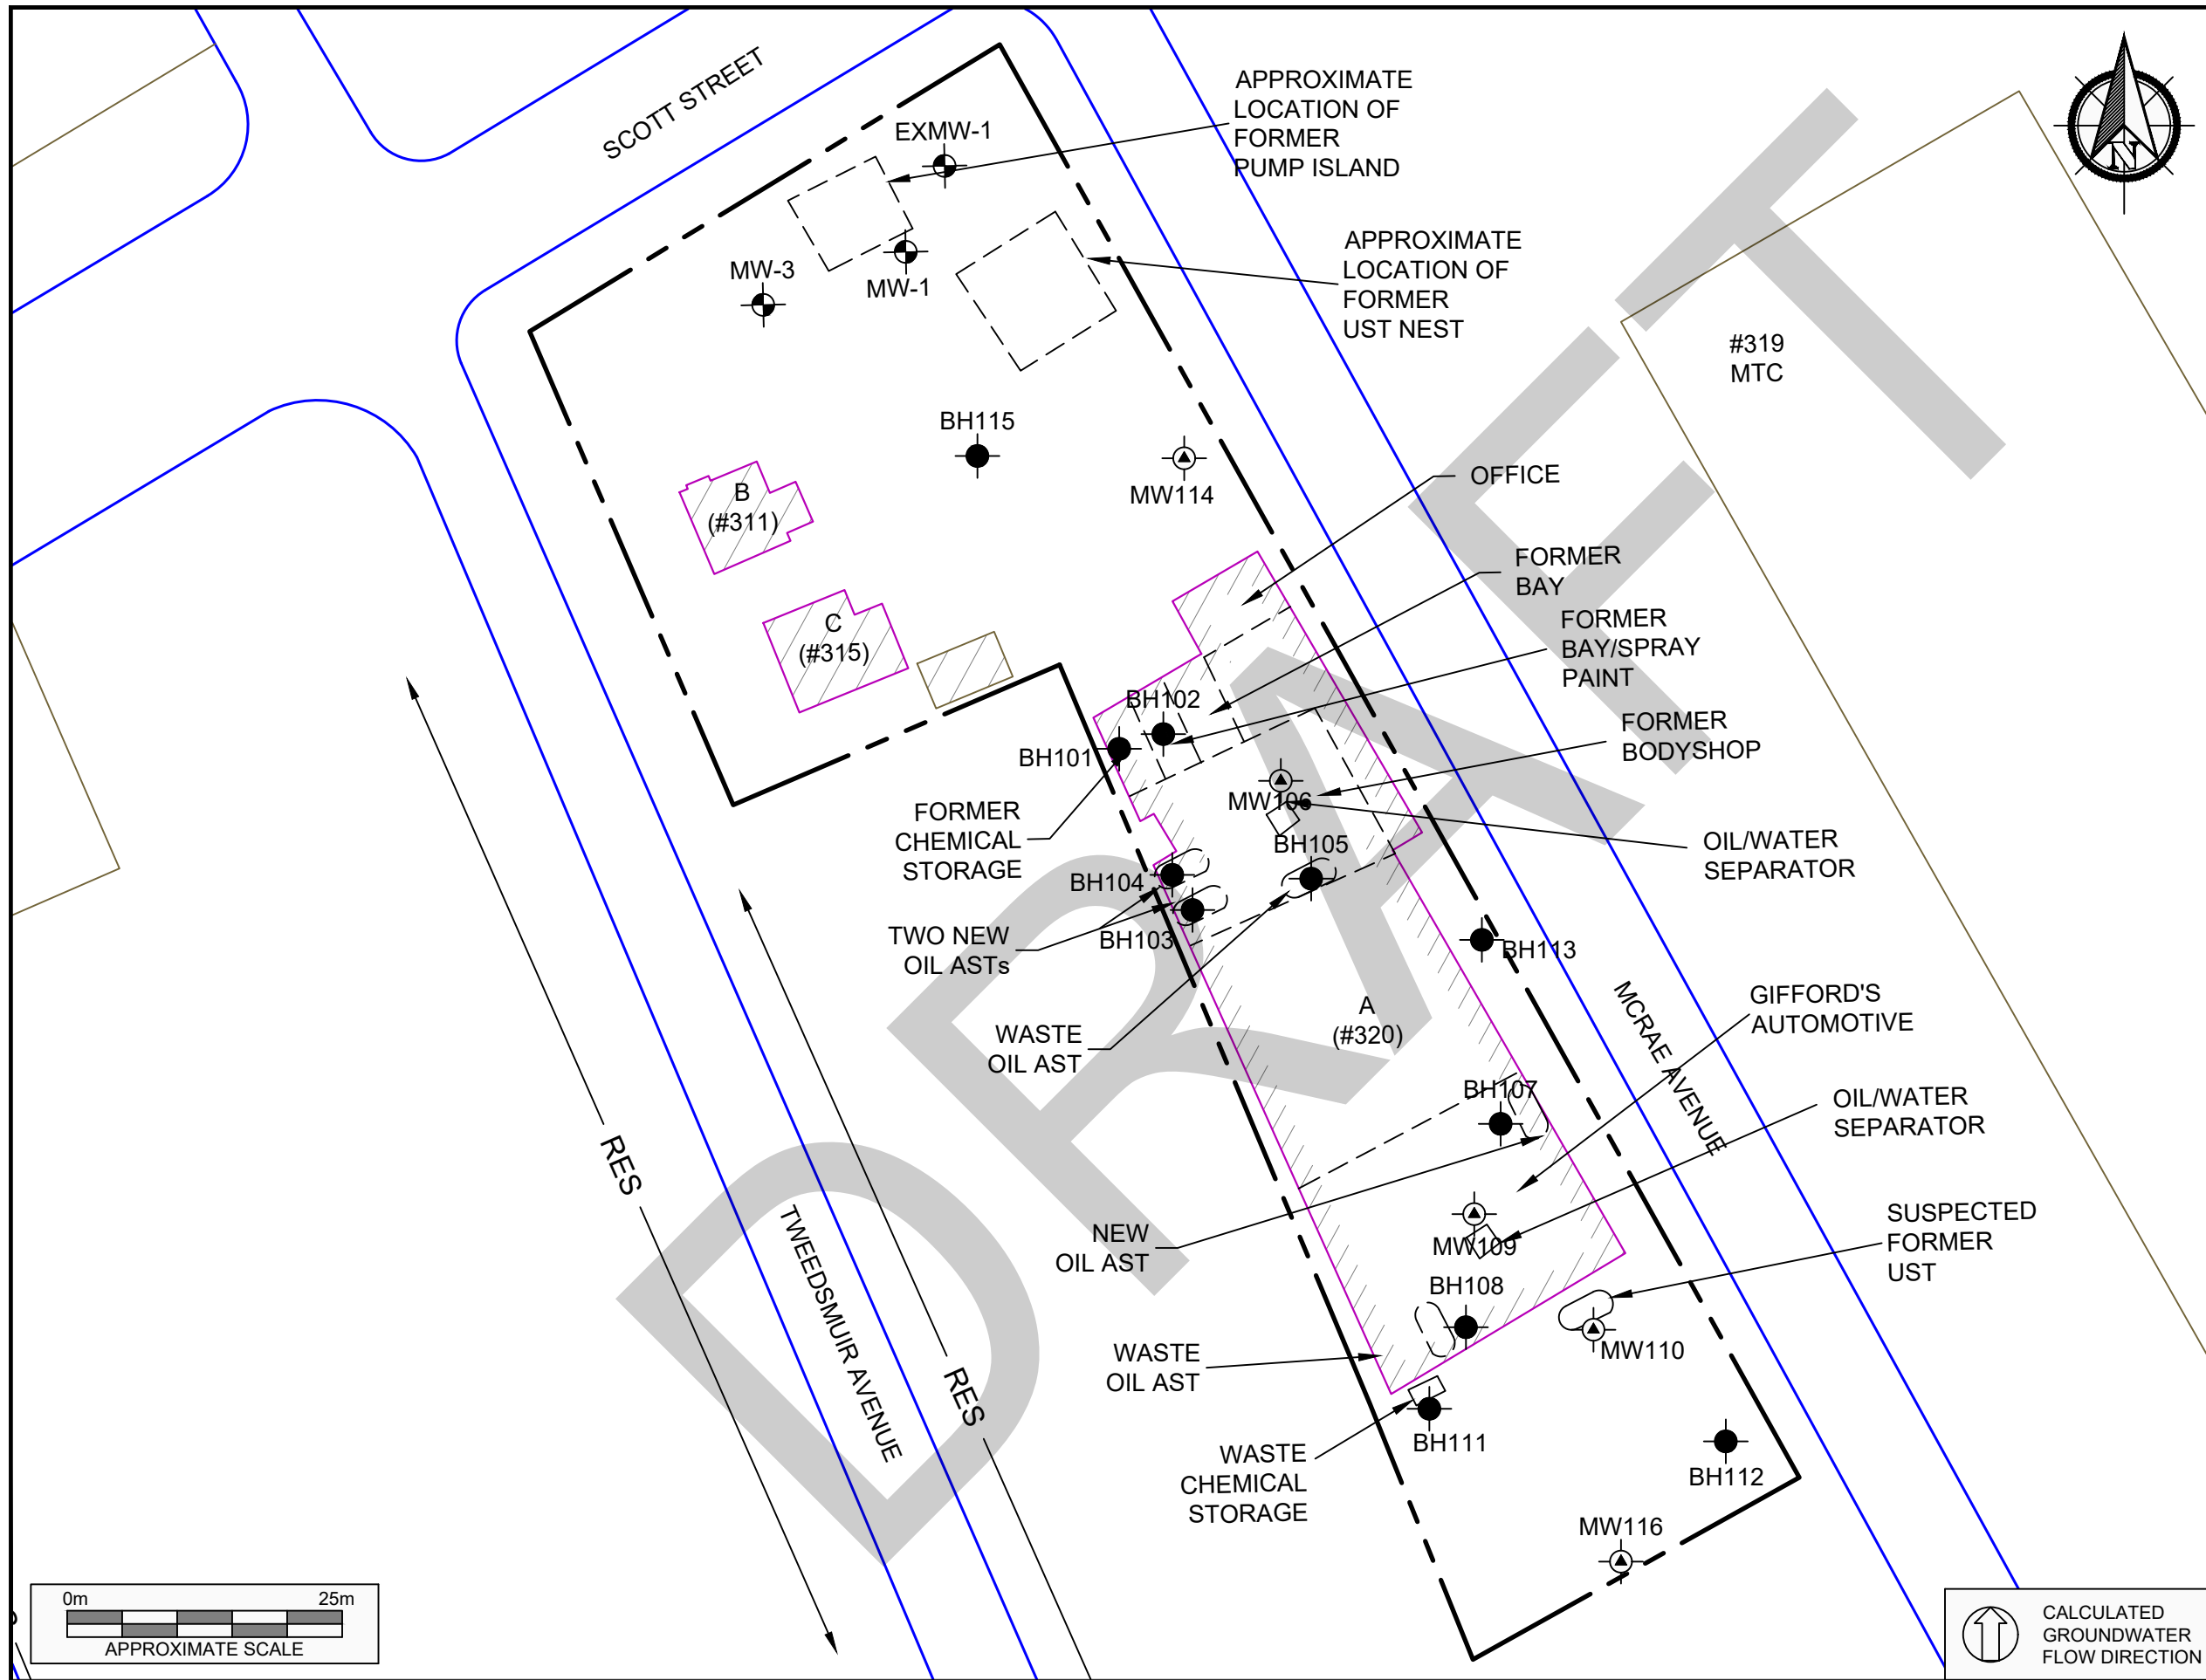 SCOTT STREET
EXMW-1
APPROXIMATE
LOCATION OF
FORMER
PUMP ISLAND
N
MW-3
MW-1
APPROXIMATE
LOCATION OF
FORMER
UST NEST
#319
MTC
BH115
MW114
OFFICE
B
(#311)
FORMER
BAY
C
(#315)
FORMER
BAY/SPRAY
PAINT
BH102
BH101
FORMER
BODYSHOP
MW106
FORMER
CHEMICAL
STORAGE
BH105
OIL/WATER
SEPARATOR
BH104
BH103
TWO NEW
OIL ASTs
BH113
WASTE
OIL AST
A
(#320)
GIFFORD'S
AUTOMOTIVE
MCRAE AVENUE
BH107
OIL/WATER
SEPARATOR
RES
TWEEDSMUIR AVENUE
NEW
OIL AST
MW109
SUSPECTED
FORMER
UST
BH108
MW110
WASTE
OIL AST
RES
BH111
WASTE
CHEMICAL
STORAGE
BH112
MW116
DRAFT
0m 25m
APPROXIMATE SCALE
CALCULATED
GROUNDWATER
FLOW DIRECTION